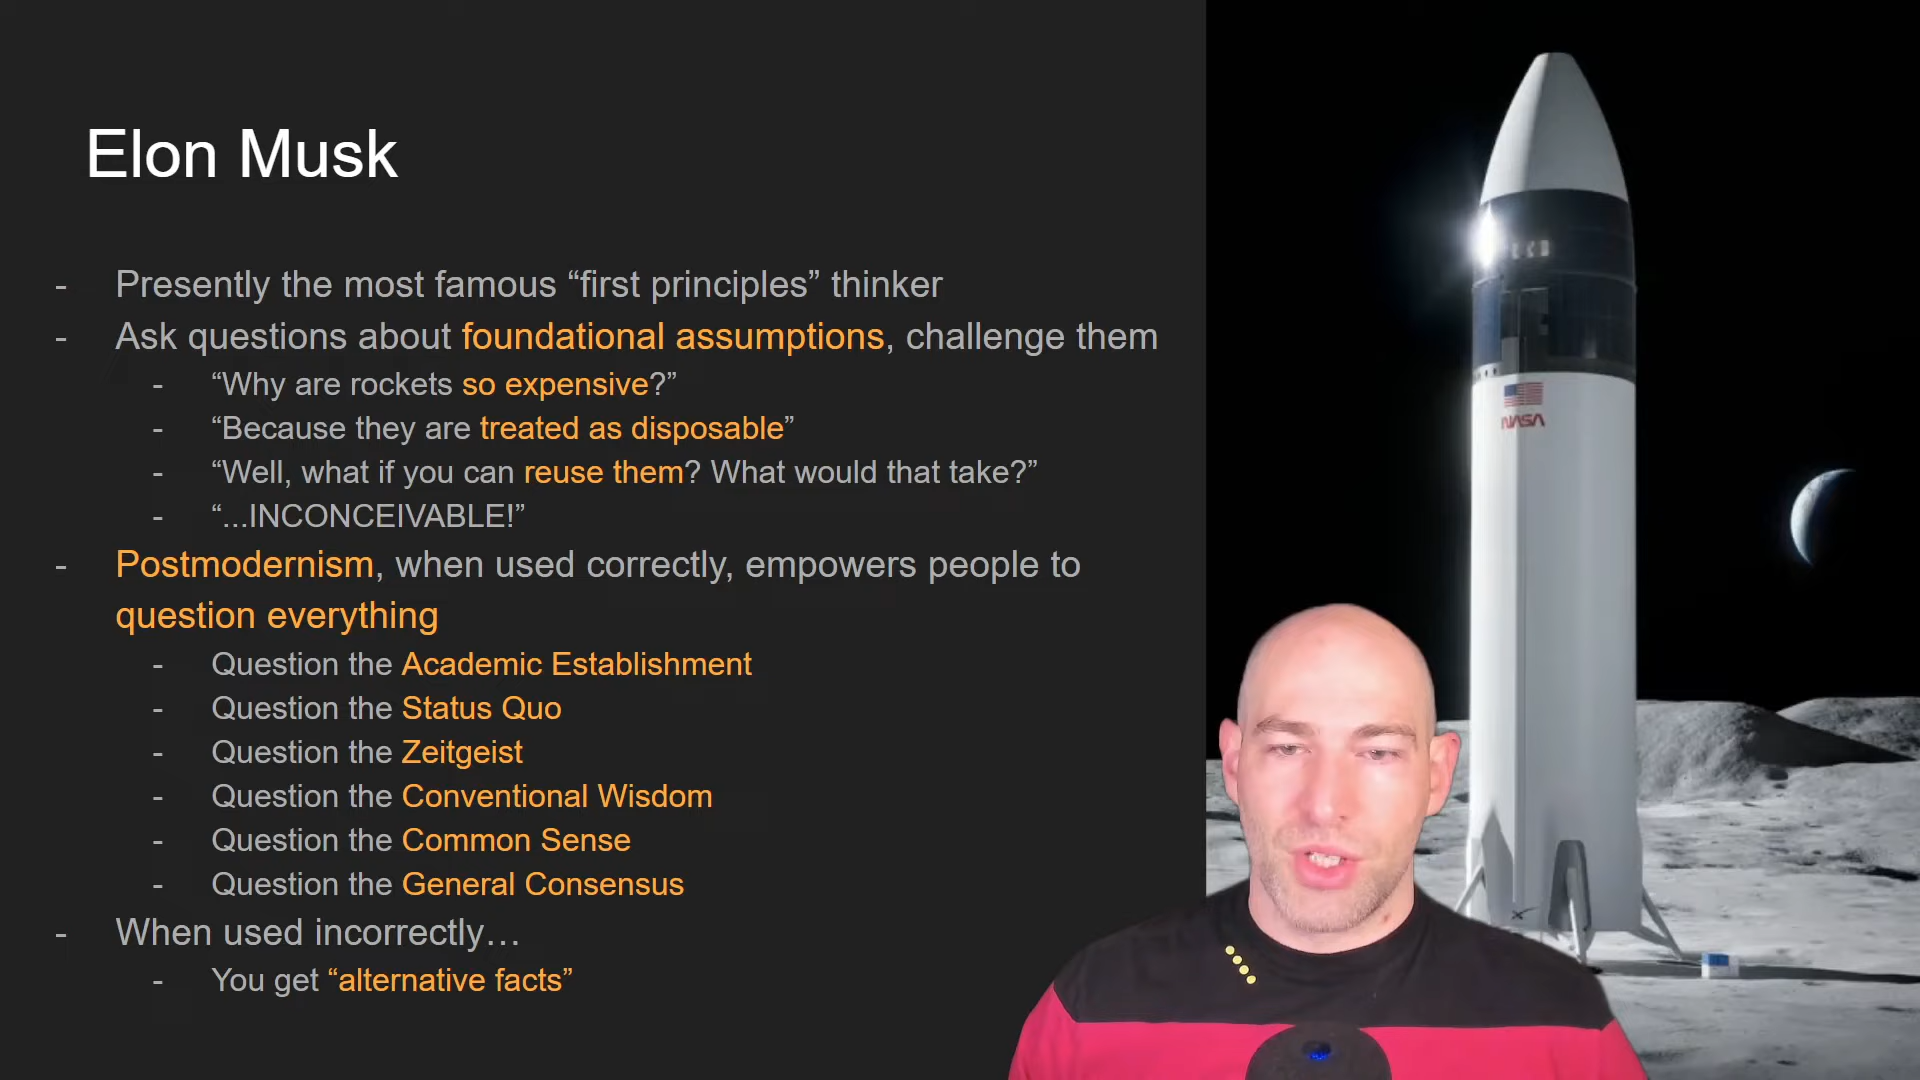 Elon Musk
- Presently the most famous “first principles” thinker
- Ask questions about foundational assumptions, challenge them
- “Why are rockets so expensive?”
- “Because they are treated as disposable”
- “Well, what if you can reuse them? What would that take?”
- “...INCONCEIVABLE!”
- Postmodernism, when used correctly, empowers people to
question everything
- Question the Academic Establishment
- Question the Status Quo
- Question the Zeitgeist
- Question the Conventional Wisdom
- Question the Common Sense
- Question the General Consensus
- When used incorrectly…
- You get “alternative facts”
NASA